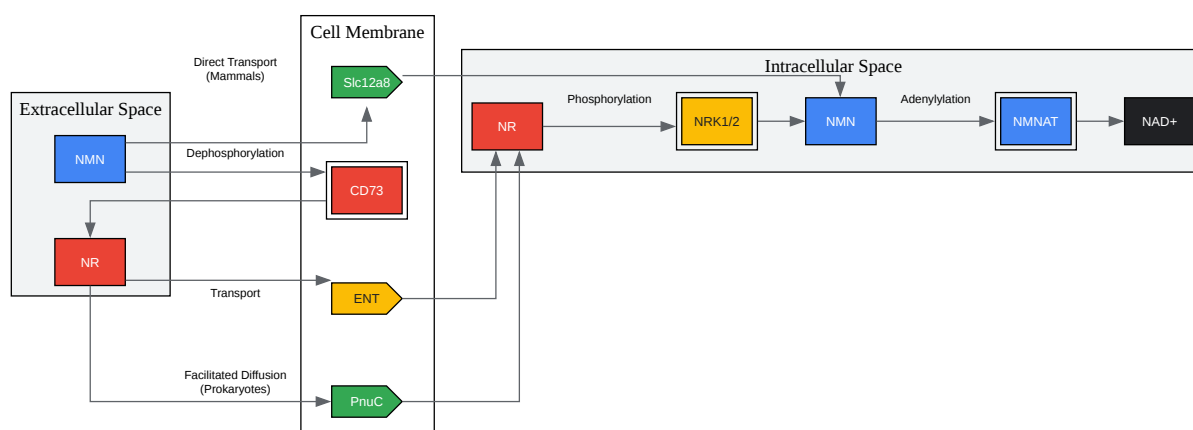 Cell Membrane
Direct Transport
(Mammals)
Slc12a8
Intracellular Space
Extracellular Space
Phosphorylation
Adenylylation
NR
NRK1/2
NMN
NMNAT
NAD+
NMN
Dephosphorylation
CD73
NR
Transport
ENT
Facilitated Diffusion
(Prokaryotes)
PnuC